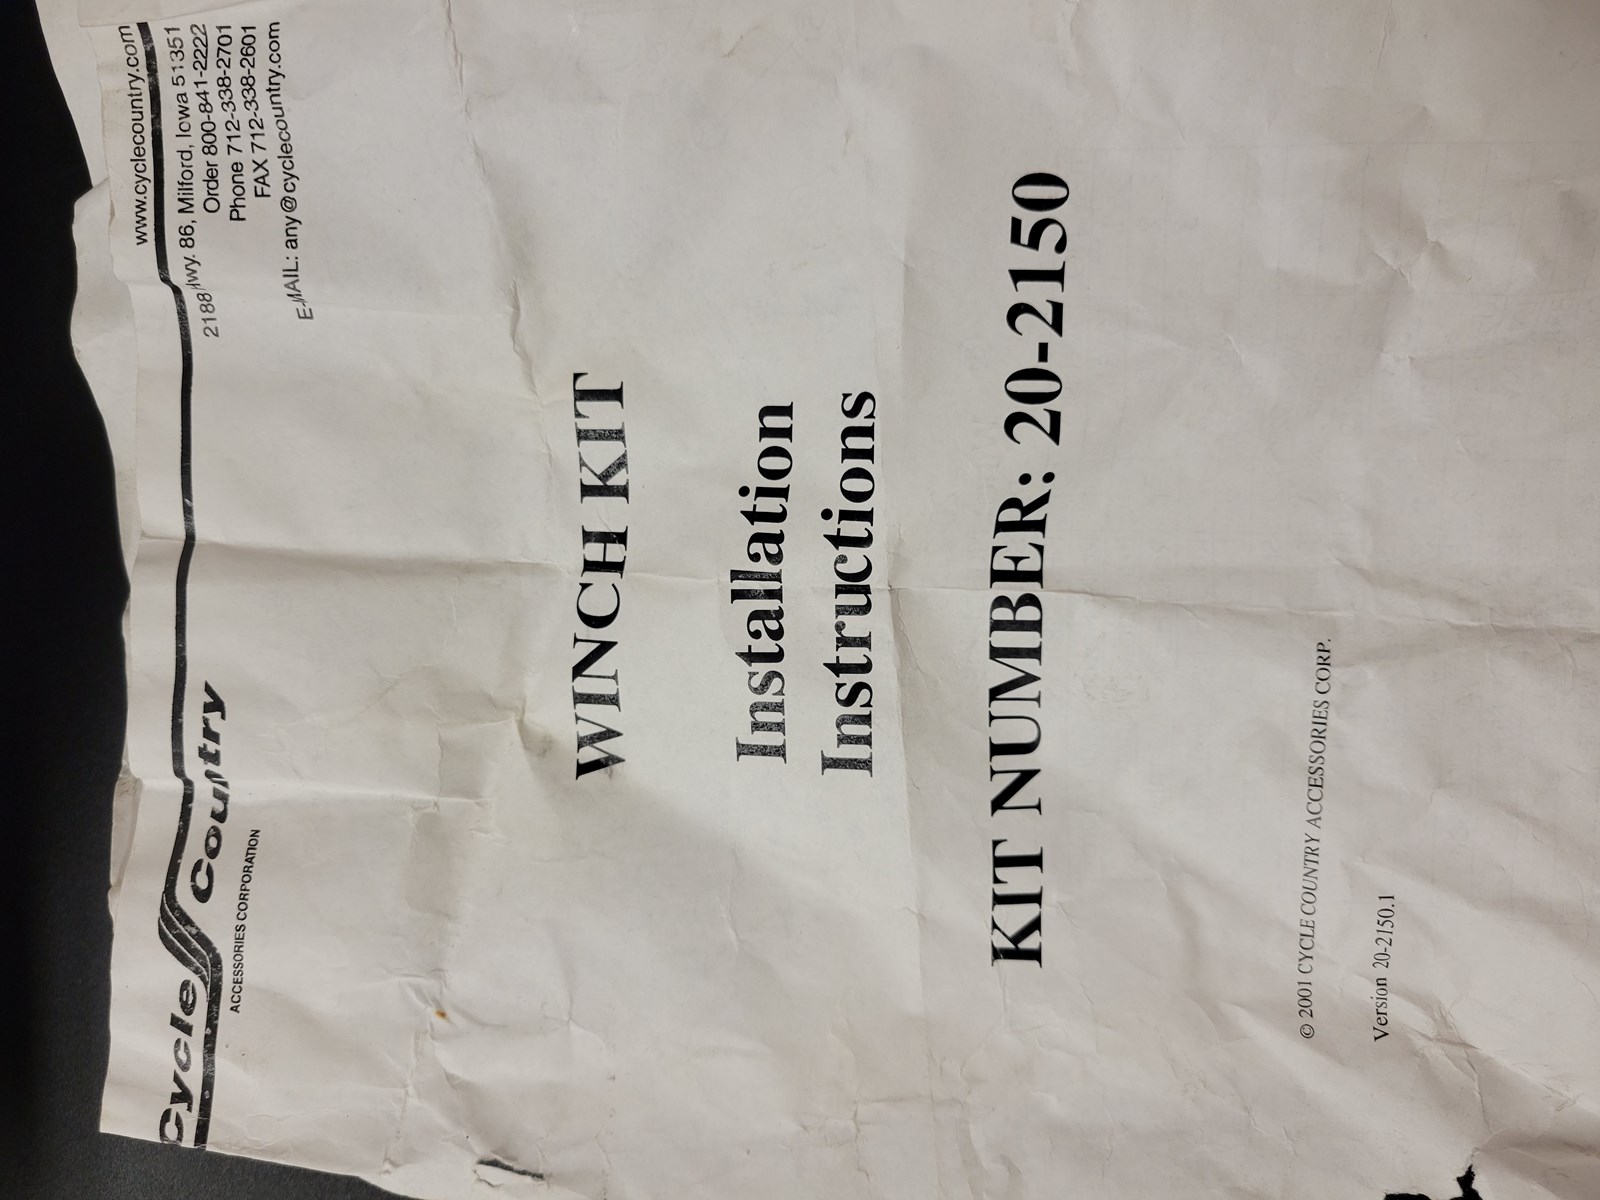 www.cyclecountry.com
Cycle Country
ACCESSORIES CORPORATION
2188 Hwy. 86, Milford, Iowa 51351
Order 800-841-2222
Phone 712-338-2701
FAX 712-338-2601
E-MAIL: any@cyclecountry.com
WINCH KIT
Installation
Instructions
KIT NUMBER: 20-2150
© 2001 CYCLE COUNTRY ACCESSORIES CORP.
Version 20-2150.1